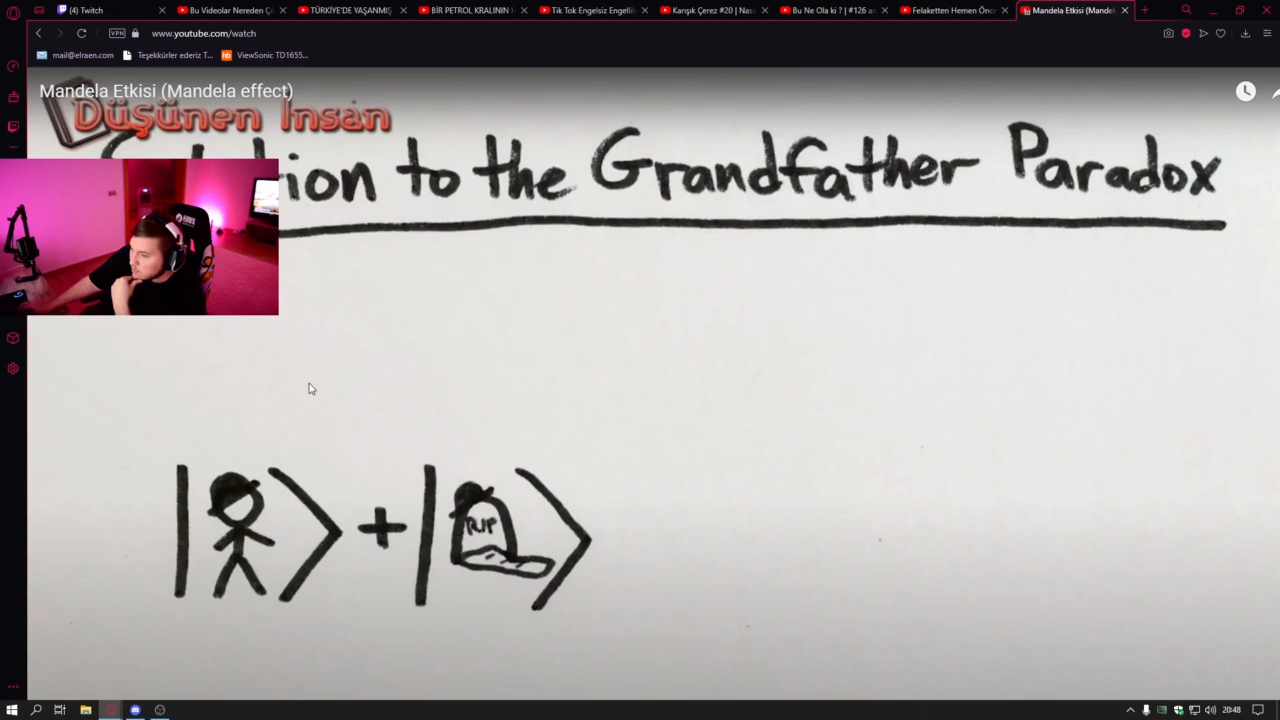 (4) Twitch
Bu Videolar Nereden Çı
TÜRKİYE'DE YAŞANMIŞ
BİR PETROL KRALININ H
Tik Tok Engelsiz Engelli
Karışık Çerez #20 | Nasıl
Bu Ne Ola ki ? | #126
Felaketten Hemen Önc
Mandela Etkisi (Mandela
VPN
www.youtube.com/watch
mail@elraen.com
Teşekkürler ederiz T...
ViewSonic TD1655...
Mandela Etkisi (Mandela effect)
Düşünen İnsan
ion to the Grandfather Paradox
+
RIP
20:48